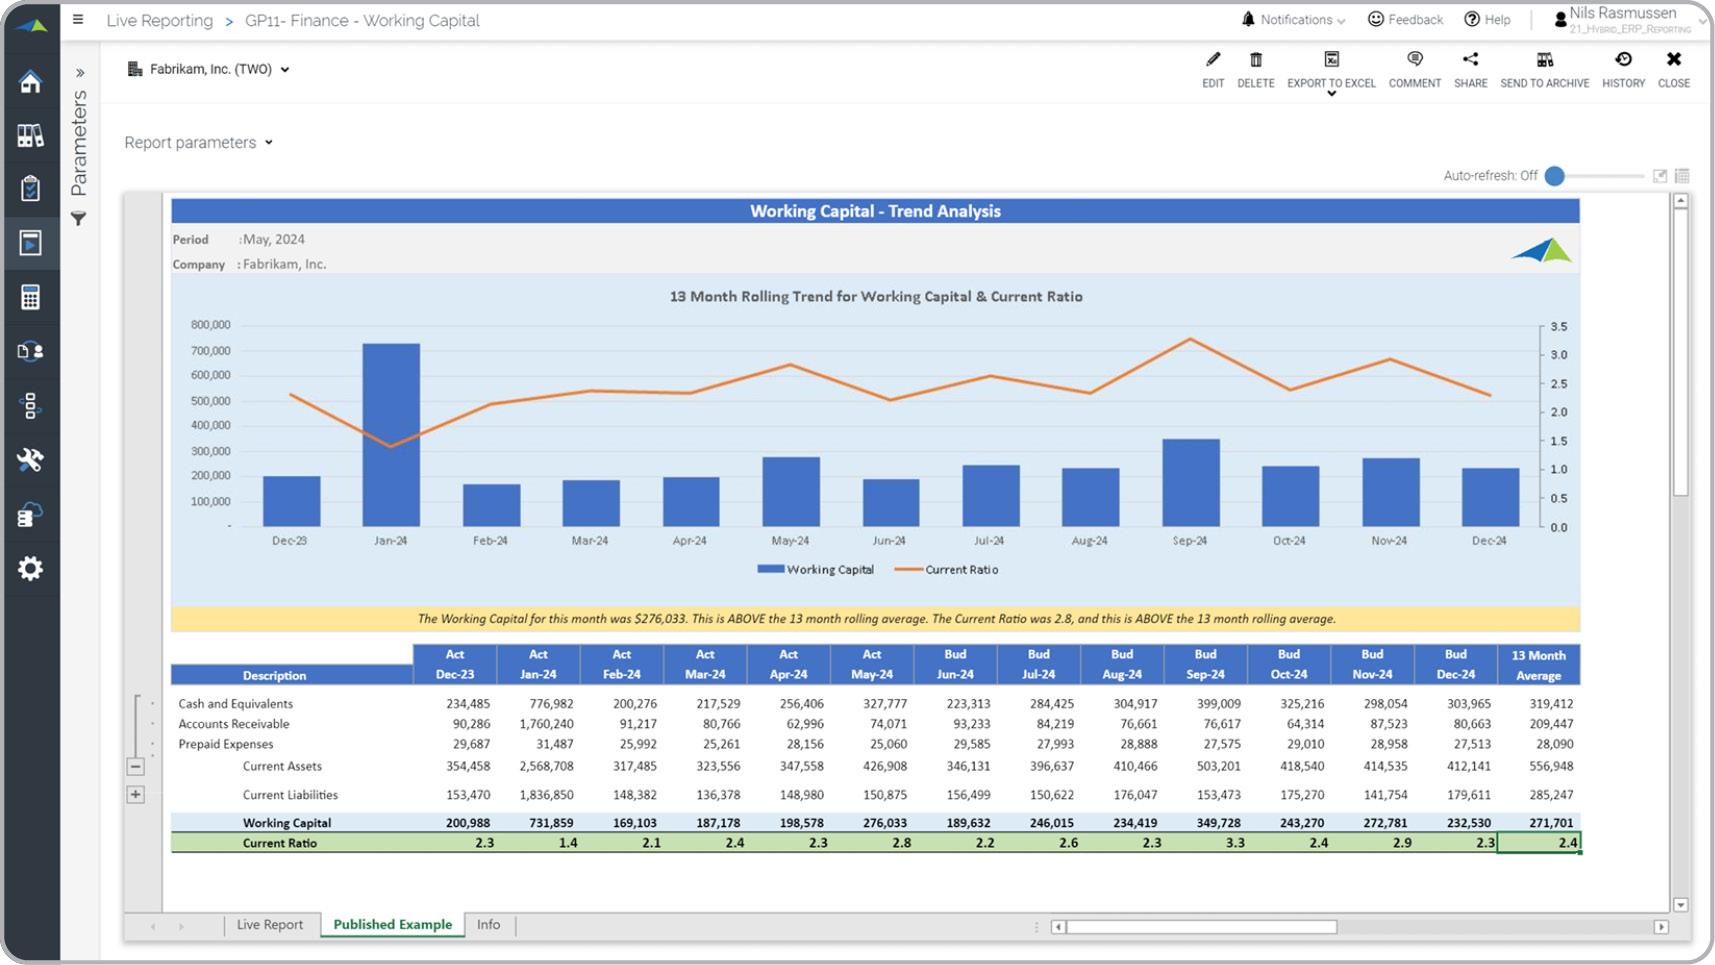 Live Reporting > GP11- Finance - Working Capital
Notifications
Feedback
Help
Nils Rasmussen
21_Hybrid_ERP_Reporting
Parameters
Fabrikam, Inc. (TWO)
EDIT DELETE EXPORT TO EXCEL COMMENT SHARE SEND TO ARCHIVE HISTORY CLOSE
Report parameters
Auto-refresh: Off
Working Capital - Trend Analysis
Period :May, 2024
Company : Fabrikam, Inc.
13 Month Rolling Trend for Working Capital & Current Ratio
800,000
700,000
600,000
500,000
400,000
300,000
200,000
100,000
-
3.5
3.0
2.5
2.0
1.5
1.0
0.5
0.0
Dec-23 Jan-24 Feb-24 Mar-24 Apr-24 May-24 Jun-24 Jul-24 Aug-24 Sep-24 Oct-24 Nov-24 Dec-24
Working Capital Current Ratio
The Working Capital for this month was $276,033. This is ABOVE the 13 month rolling average. The Current Ratio was 2.8, and this is ABOVE the 13 month rolling average.
Act Act Act Act Act Act Bud Bud Bud Bud Bud Bud Bud 13 Month
Description Dec-23 Jan-24 Feb-24 Mar-24 Apr-24 May-24 Jun-24 Jul-24 Aug-24 Sep-24 Oct-24 Nov-24 Dec-24 Average
Cash and Equivalents 234,485 776,982 200,276 217,529 256,406 327,777 223,313 284,425 304,917 399,009 325,216 298,054 303,965 319,412
Accounts Receivable 90,286 1,760,240 91,217 80,766 62,996 74,071 93,233 84,219 76,661 76,617 64,314 87,523 80,663 209,447
Prepaid Expenses 29,687 31,487 25,992 25,261 28,156 25,060 29,585 27,993 28,888 27,575 29,010 28,958 27,513 28,090
Current Assets 354,458 2,568,708 317,485 323,556 347,558 426,908 346,131 396,637 410,466 503,201 418,540 414,535 412,141 556,948
Current Liabilities 153,470 1,836,850 148,382 136,378 148,980 150,875 156,499 150,622 176,047 153,473 175,270 141,754 179,611 285,247
Working Capital 200,988 731,859 169,103 187,178 198,578 276,033 189,632 246,015 234,419 349,728 243,270 272,781 232,530 271,701
Current Ratio 2.3 1.4 2.1 2.4 2.3 2.8 2.2 2.6 2.3 3.3 2.4 2.9 2.3 2.4
Live Report Published Example Info